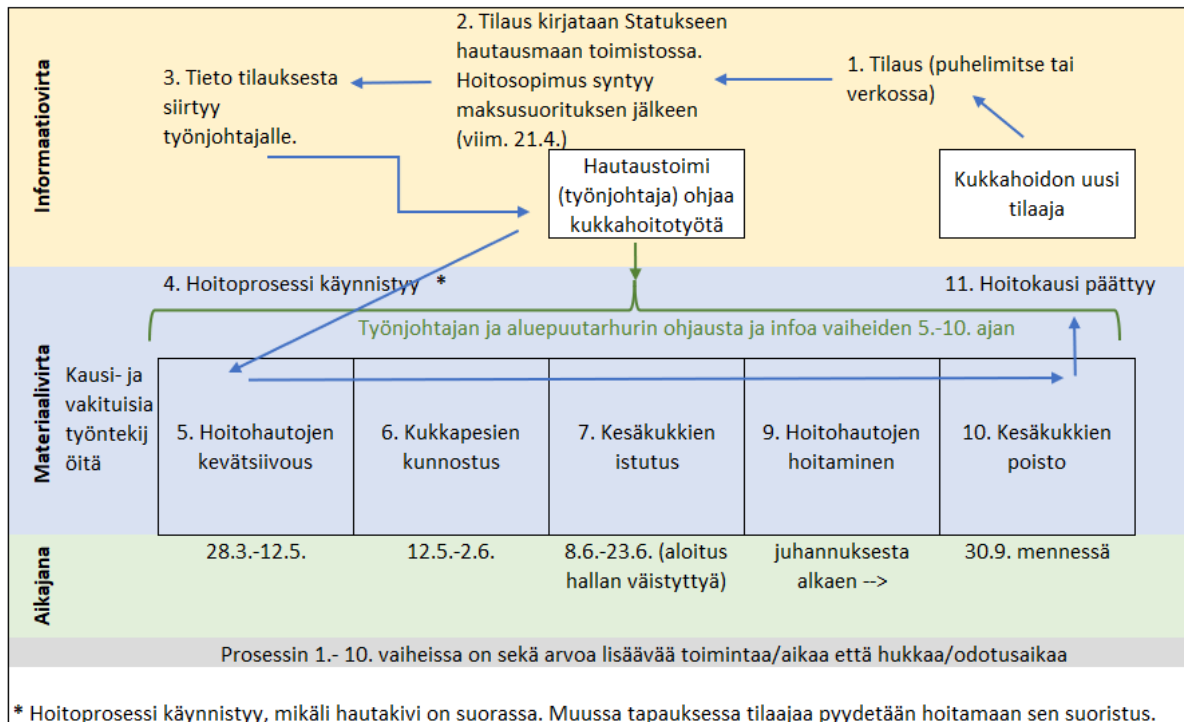 Informaatiovirta
2. Tilaus kirjataan Statukseen
hautausmaan toimistossa.
Hoitosopimus syntyy
maksusuorituksen jälkeen
(viim. 21.4.)
3. Tieto tilauksesta
siirtyy
työnjohtajalle.
1. Tilaus (puhelimitse tai
verkossa)
Hautaustoimi
(työnjohtaja) ohjaa
kukkahoitotyötä
Kukkahoidon uusi
tilaaja
Materiaalivirta
4. Hoitoprosessi käynnistyy *
11. Hoitokausi päättyy
Työnjohtajan ja aluepuutarhurin ohjausta ja infoa vaiheiden 5.-10. ajan
Kausi- ja
vakituisia
työntekij
öitä
5. Hoitohautojen
kevätsiivous
6. Kukkapesien
kunnostus
7. Kesäkukkien
istutus
9. Hoitohautojen
hoitaminen
10. Kesäkukkien
poisto
Aikajana
28.3.-12.5.
12.5.-2.6.
8.6.-23.6. (aloitus
hallan väistyttyä)
juhannuksesta
alkaen -->
30.9. mennessä
Prosessin 1.- 10. vaiheissa on sekä arvoa lisäävää toimintaa/aikaa että hukkaa/odotusaikaa
* Hoitoprosessi käynnistyy, mikäli hautakivi on suorassa. Muussa tapauksessa tilaajaa pyydetään hoitamaan sen suoristus.